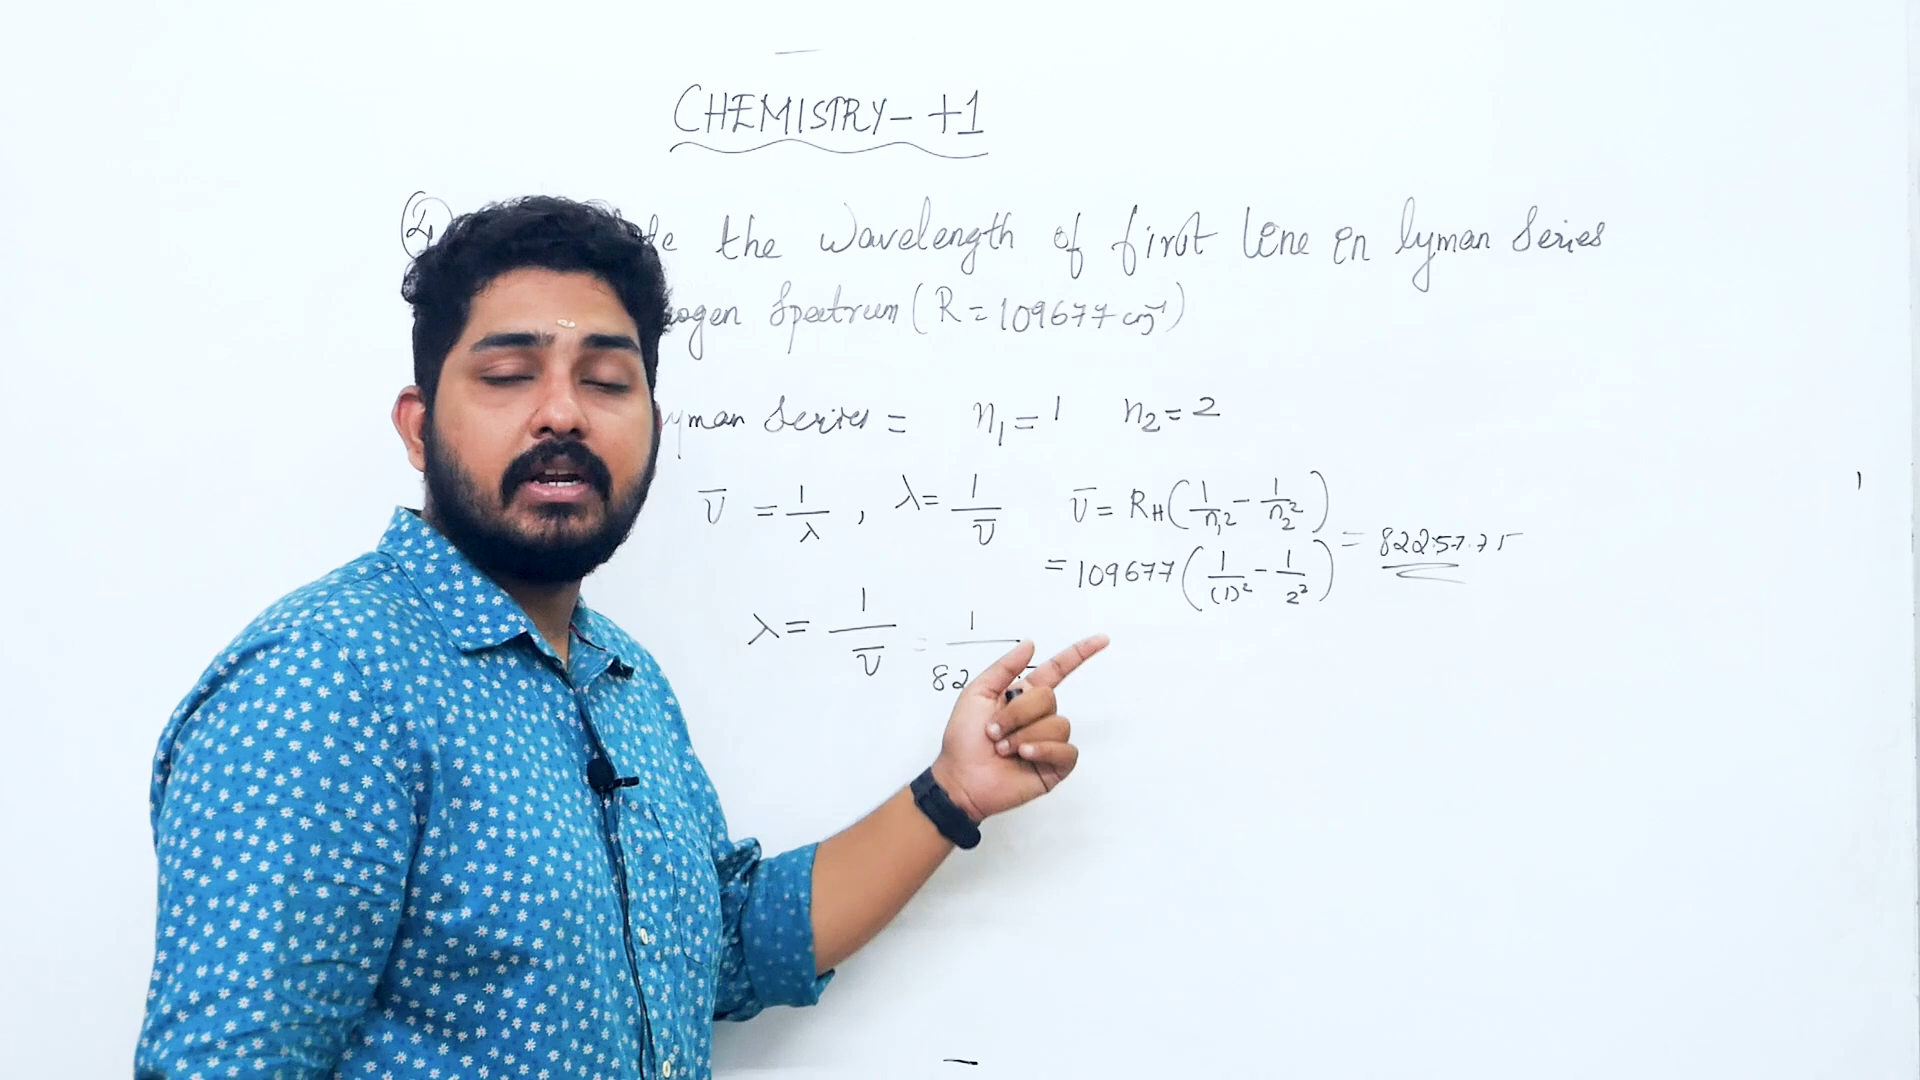 CHEMISTRY - +1
the wavelength of first line in lyman series
spectrum (R = 109677 cm⁻¹)
series = n₁ = 1 n₂ = 2
ν̅ = 1/λ , λ = 1/ν̅ ν̅ = R_H (1/n₁² - 1/n₂²)
= 109677 (1/(1)² - 1/2²) = 82257.75
λ = 1/ν̅ = 1/